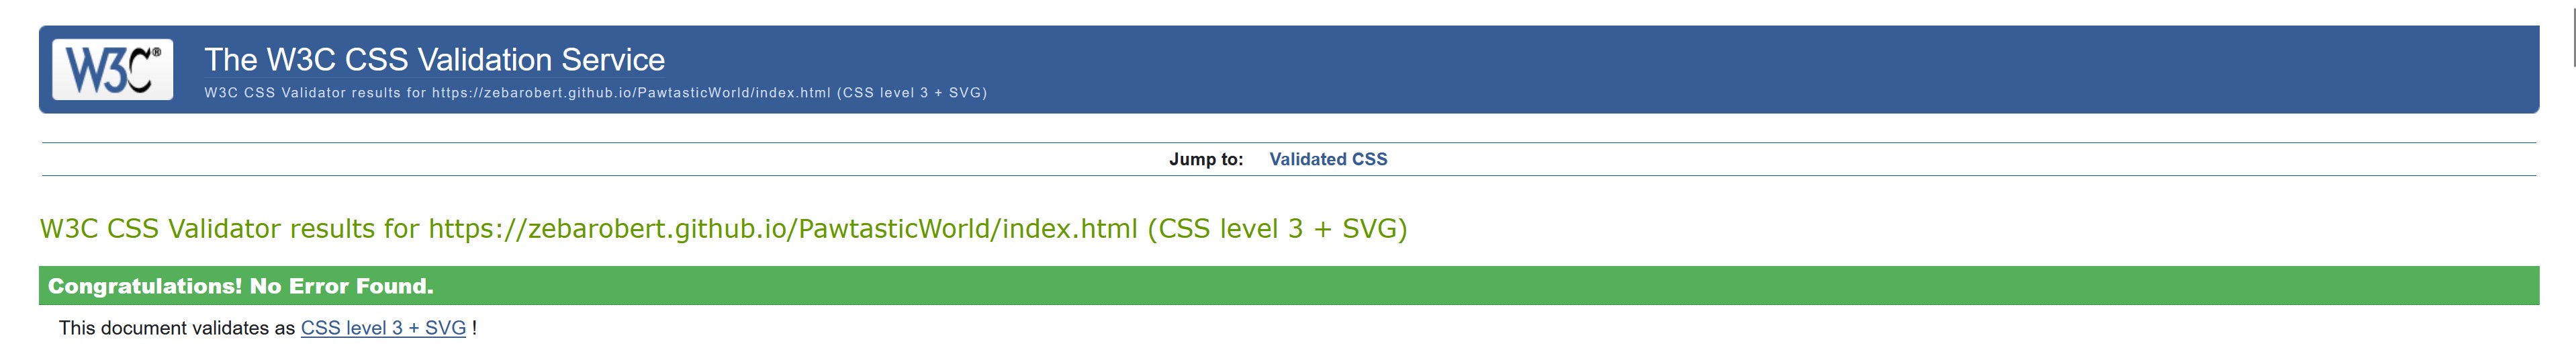 W3C®
The W3C CSS Validation Service
W3C CSS Validator results for https://zebarobert.github.io/PawtasticWorld/index.html (CSS level 3 + SVG)
Jump to: Validated CSS
W3C CSS Validator results for https://zebarobert.github.io/PawtasticWorld/index.html (CSS level 3 + SVG)
Congratulations! No Error Found.
This document validates as CSS level 3 + SVG !